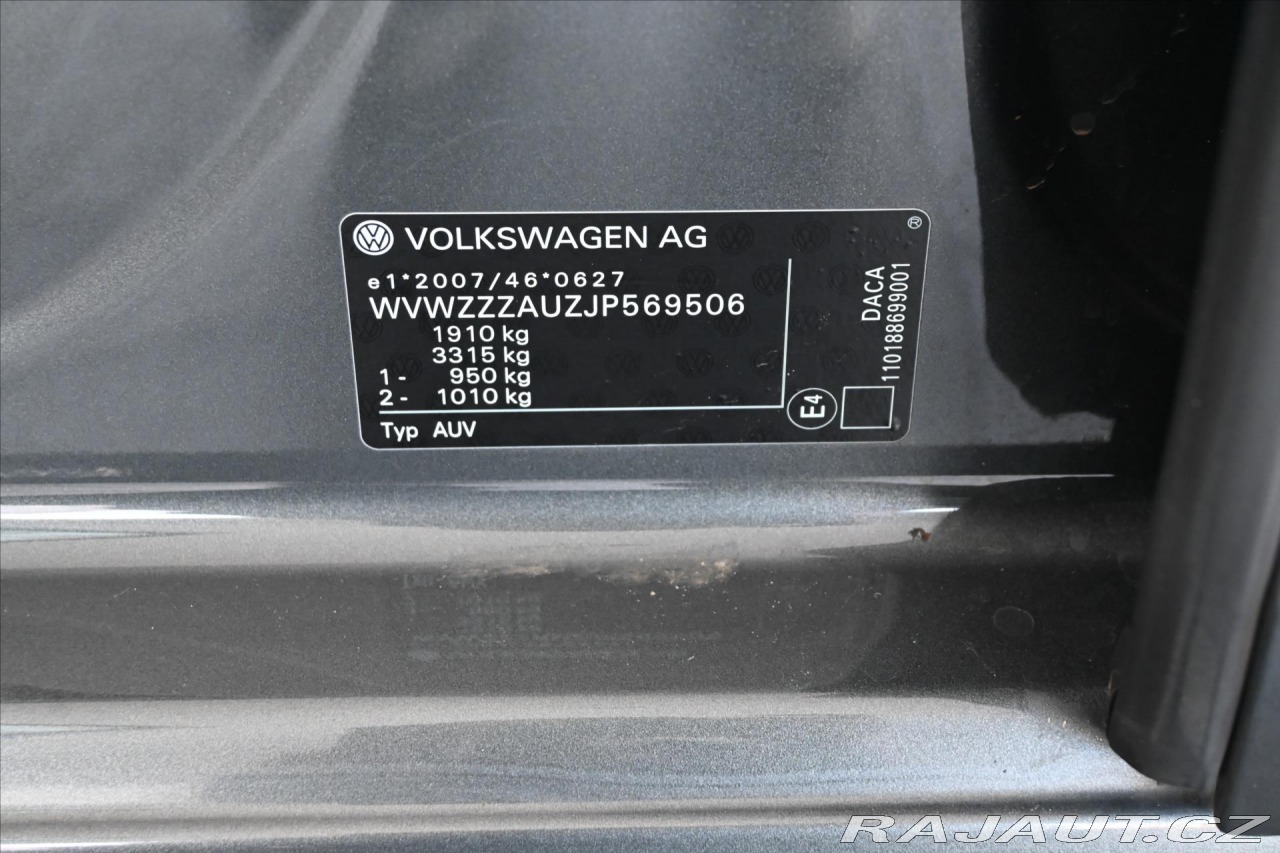 VOLKSWAGEN AG
®
e1*2007/46*0627
WVWZZZAUZJP569506
1910 kg
3315 kg
1- 950 kg
2- 1010 kg
Typ AUV
E4
DACA
110188699001
RAJAUT.CZ